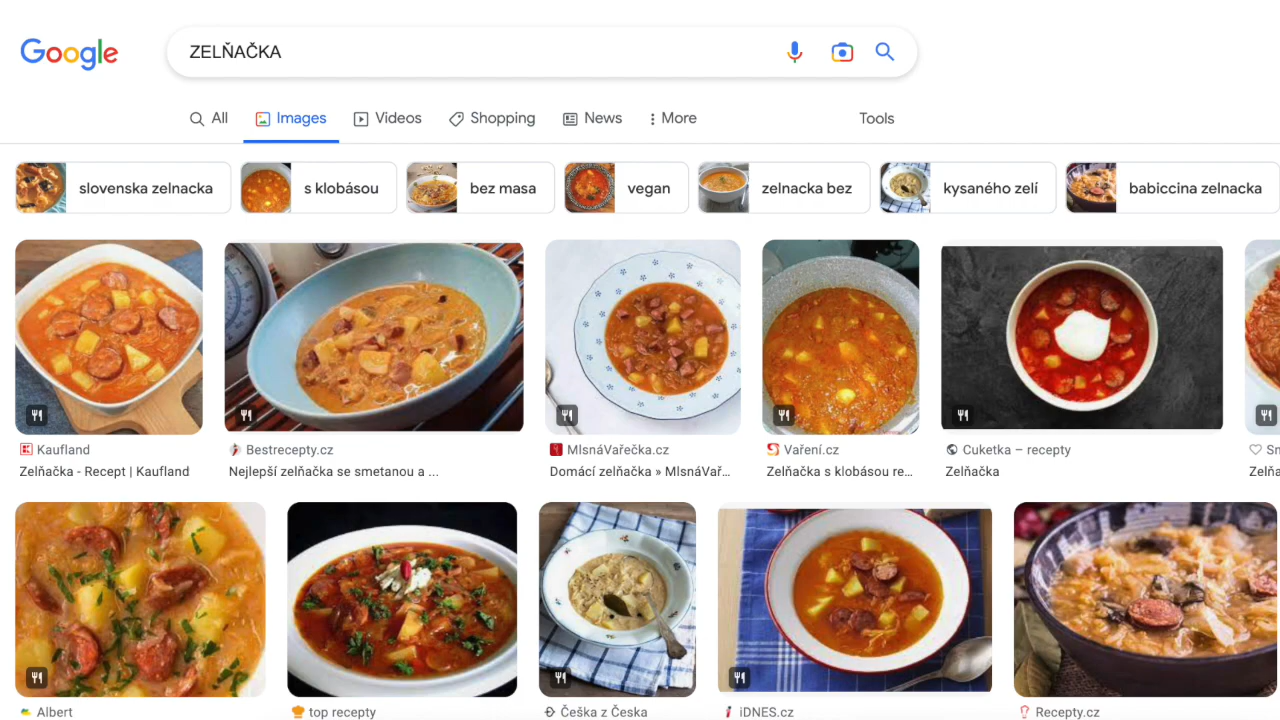 Google
ZELŇAČKA
All
Images
Videos
Shopping
News
More
Tools
slovenska zelnacka
s klobásou
bez masa
vegan
zelnacka bez
kysaného zelí
babiccina zelnacka
Kaufland
Zelňačka - Recept | Kaufland
Bestrecepty.cz
Nejlepší zelňačka se smetanou a ...
MlsnáVařečka.cz
Domácí zelňačka » MlsnáVař...
Vaření.cz
Zelňačka s klobásou re...
Cuketka – recepty
Zelňačka
Albert
top recepty
Češka z Česka
iDNES.cz
Recepty.cz